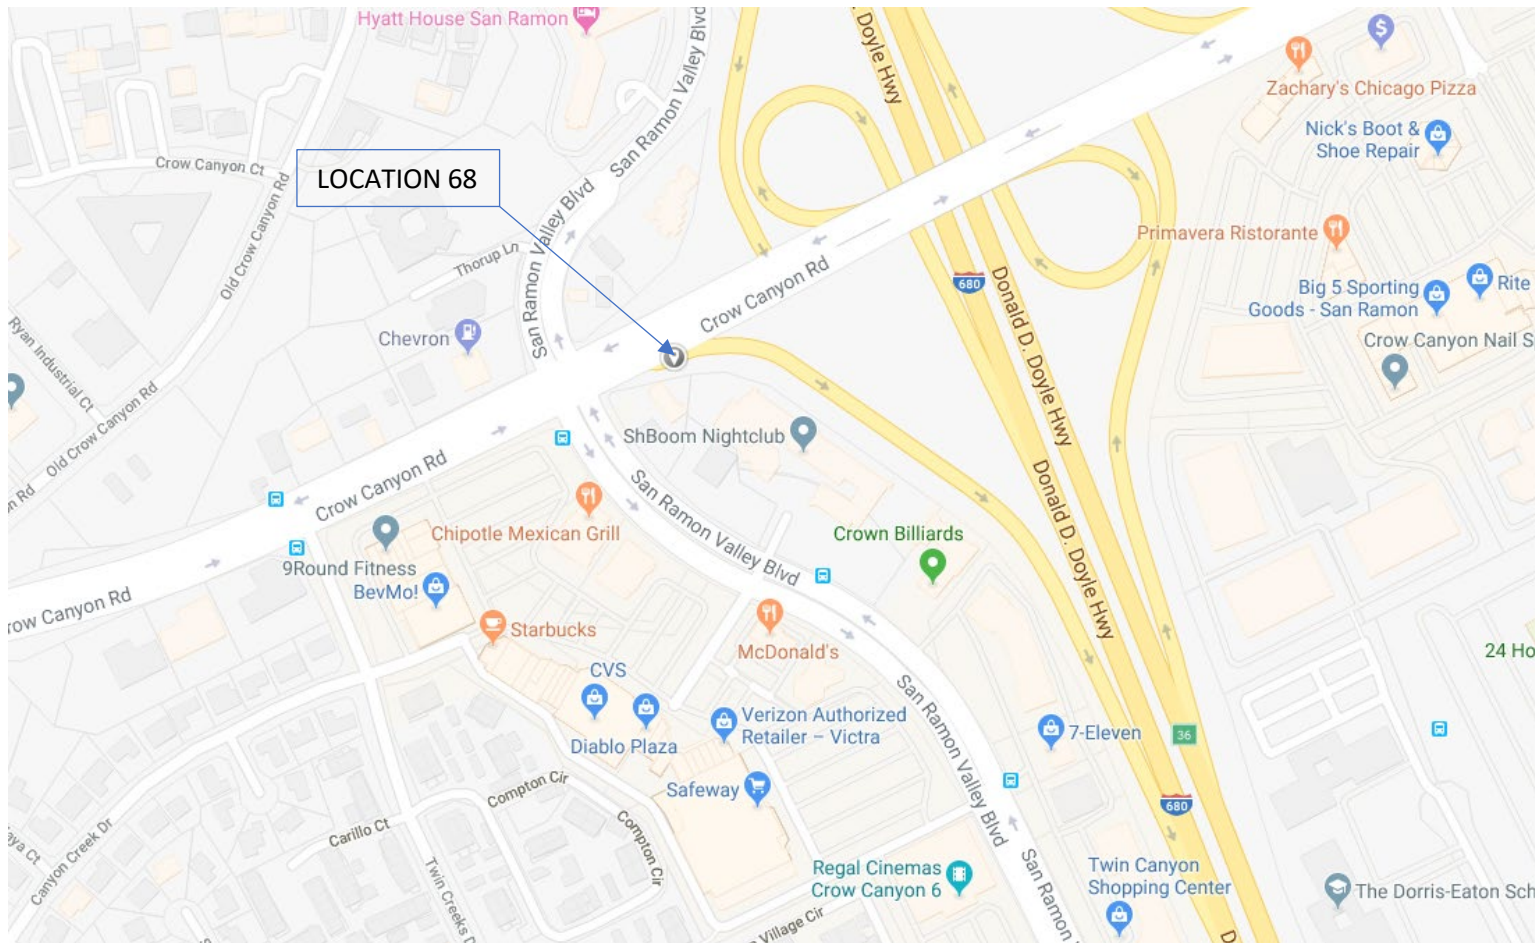 Hyatt House San Ramon
San Ramon Valley Blvd
Doyle Hwy
Zachary's Chicago Pizza
Nick's Boot &
Shoe Repair
Crow Canyon Ct
LOCATION 68
Old Crow Canyon Rd
San Ramon Valley Blvd
Thorup Ln
Primavera Ristorante
680
Donald D. Doyle Hwy
Big 5 Sporting
Goods - San Ramon
Rite
Crow Canyon Rd
Chevron
Crow Canyon Nail S
Ryan Industrial Ct
Old Crow Canyon Rd
ShBoom Nightclub
Crow Canyon Rd
n Rd
Chipotle Mexican Grill
San Ramon Valley Blvd
Crown Billiards
Donald D. Doyle Hwy
9Round Fitness
BevMo!
row Canyon Rd
Starbucks
McDonald's
24 Ho
CVS
San Ramon Valley Blvd
Verizon Authorized
Retailer – Victra
Diablo Plaza
7-Eleven
36
Safeway
Compton Cir
680
Carillo Ct
Compton Cir
Canyon Creek Dr
aya Ct
Twin Creeks D
Regal Cinemas
Crow Canyon 6
San Ramon
Twin Canyon
Shopping Center
The Dorris-Eaton Sch
Village Cir
D